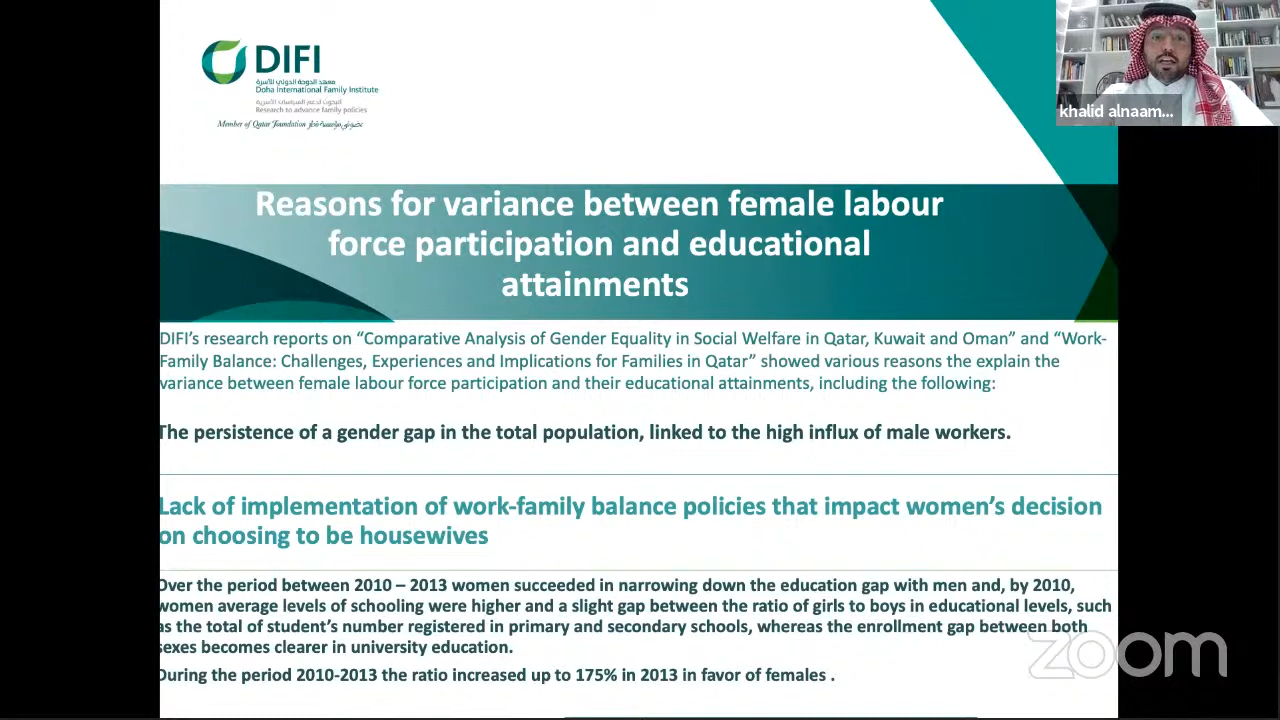 DIFI
معهد الدوحة الدولي للأسرة
Doha International Family Institute
البحوث لدعم السياسات الأسرية
Research to advance family policies
Member of Qatar Foundation عضو في مؤسسة قطر
khalid alnaam...
Reasons for variance between female labour
force participation and educational
attainments
DIFI's research reports on “Comparative Analysis of Gender Equality in Social Welfare in Qatar, Kuwait and Oman” and “Work-
Family Balance: Challenges, Experiences and Implications for Families in Qatar” showed various reasons the explain the
variance between female labour force participation and their educational attainments, including the following:
The persistence of a gender gap in the total population, linked to the high influx of male workers.
Lack of implementation of work-family balance policies that impact women's decision
on choosing to be housewives
Over the period between 2010 – 2013 women succeeded in narrowing down the education gap with men and, by 2010,
women average levels of schooling were higher and a slight gap between the ratio of girls to boys in educational levels, such
as the total of student's number registered in primary and secondary schools, whereas the enrollment gap between both
sexes becomes clearer in university education.
During the period 2010-2013 the ratio increased up to 175% in 2013 in favor of females .
zoom